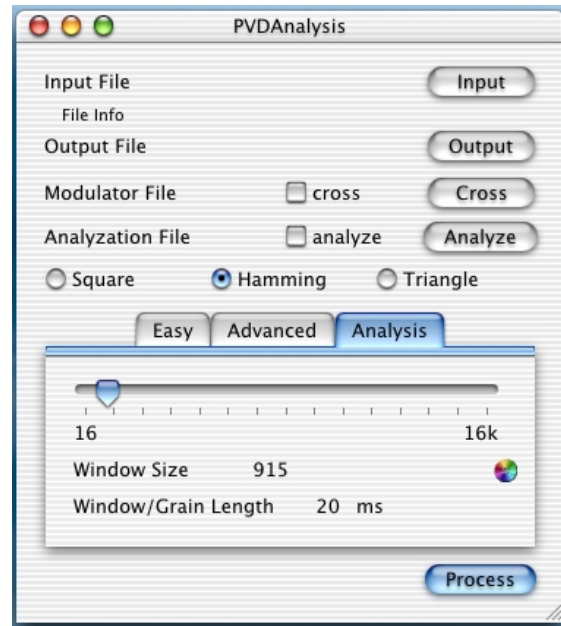 PVDAnalysis
Input File Input
File Info
Output File Output
Modulator File cross Cross
Analyzation File analyze Analyze
Square Hamming Triangle
Easy Advanced Analysis
16 16k
Window Size 915
Window/Grain Length 20 ms
Process